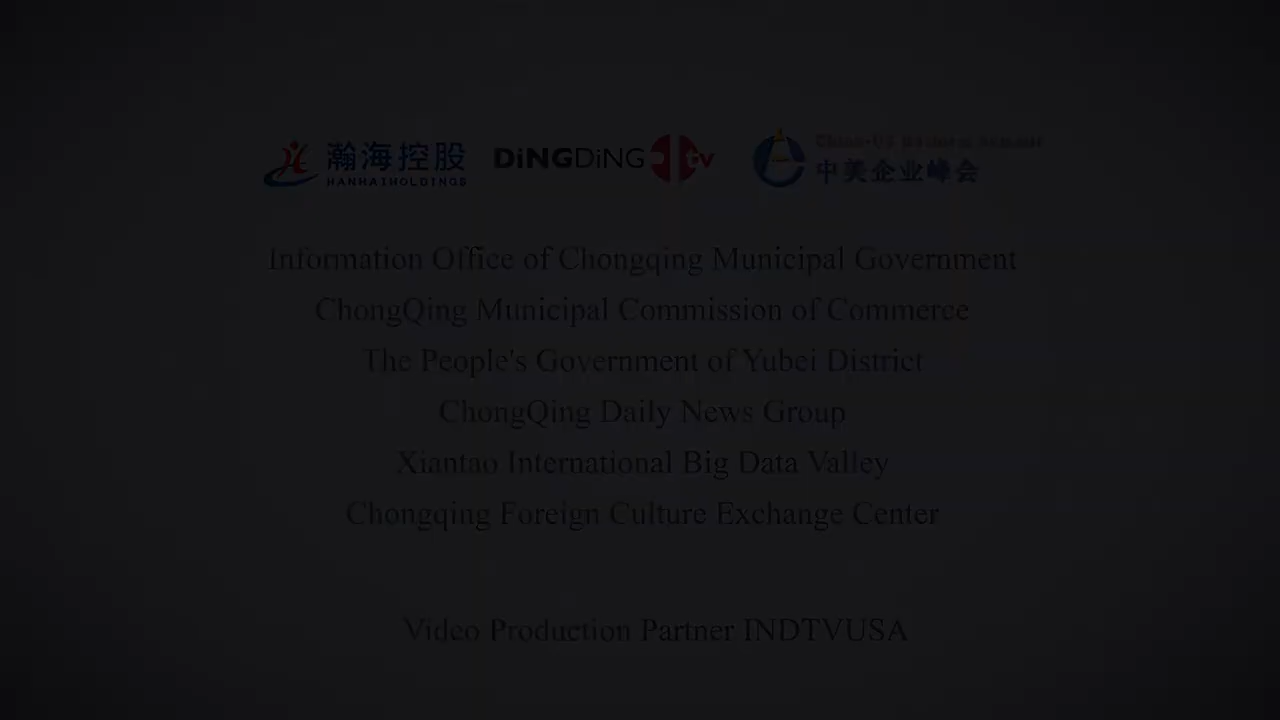 瀚海控股
HANHAIHOLDINGS
DiNGDiNG tv
中美企业峰会
Information Office of Chongqing Municipal Government
ChongQing Municipal Commission of Commerce
The People's Government of Yubei District
ChongQing Daily News Group
Xiantao International Big Data Valley
Chongqing Foreign Culture Exchange Center
Video Production Partner INDTVUSA